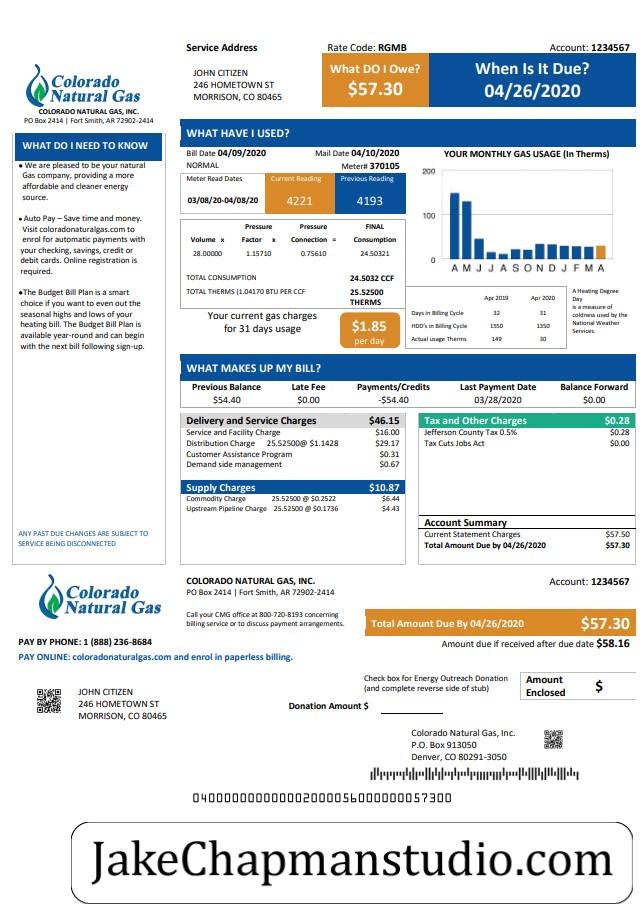 Service Address
Rate Code: RGMB
Account: 1234567
Colorado
Natural Gas
COLORADO NATURAL GAS, INC.
PO Box 2414 | Fort Smith, AR 72902-2414
JOHN CITIZEN
246 HOMETOWN ST
MORRISON, CO 80465
What DO I Owe?
$57.30
When Is It Due?
04/26/2020
WHAT DO I NEED TO KNOW
• We are pleased to be your natural
Gas company, providing a more
affordable and cleaner energy
source.
• Auto Pay – Save time and money.
Visit coloradonaturalgas.com to
enrol for automatic payments with
your checking, savings, credit or
debit cards. Online registration is
required.
•The Budget Bill Plan is a smart
choice if you want to even out the
seasonal highs and lows of your
heating bill. The Budget Bill Plan is
available year-round and can begin
with the next bill following sign-up.
ANY PAST DUE CHANGES ARE SUBJECT TO
SERVICE BEING DISCONNECTED
WHAT HAVE I USED?
Bill Date 04/09/2020
Mail Date 04/10/2020
NORMAL
Meter# 370105
Meter Read Dates
Current Reading
Previous Reading
03/08/20-04/08/20
4221
4193
Pressure Pressure FINAL
Volume x Factor x Connection = Consumption
28.00000 1.15710 0.75610 24.50321
TOTAL CONSUMPTION 24.5032 CCF
TOTAL THERMS (1.04170 BTU PER CCF 25.52500
THERMS
Your current gas charges
for 31 days usage
$1.85
per day
YOUR MONTHLY GAS USAGE (In Therms)
200
100
0
A M J J A S O N D J F M A
Apr 2019 Apr 2020
Days in Billing Cycle 32 31
HDD's in Billing Cycle 1550 1350
Actual usage Therms 149 30
A Heating Degree
Day
is a measure of
coldness used by the
National Weather
Services.
WHAT MAKES UP MY BILL?
Previous Balance Late Fee Payments/Credits Last Payment Date Balance Forward
$54.40 $0.00 -$54.40 03/28/2020 $0.00
Delivery and Service Charges $46.15
Service and Facility Charge $16.00
Distribution Charge 25.52500@ $1.1428 $29.17
Customer Assistance Program $0.31
Demand side management $0.67
Supply Charges $10.87
Commodity Charge 25.52500 @ $0.2522 $6.44
Upstream Pipeline Charge 25.52500 @ $0.1736 $4.43
Tax and Other Charges $0.28
Jefferson County Tax 0.5% $0.28
Tax Cuts Jobs Act $0.00
Account Summary
Current Statement Charges $57.50
Total Amount Due by 04/26/2020 $57.30
Colorado
Natural Gas
COLORADO NATURAL GAS, INC.
PO Box 2414 | Fort Smith, AR 72902-2414
Account: 1234567
Call your CMG office at 800-720-8193 concerning
billing service or to discuss payment arrangements.
Total Amount Due By 04/26/2020 $57.30
PAY BY PHONE: 1 (888) 236-8684
Amount due if received after due date $58.16
PAY ONLINE: coloradonaturalgas.com and enrol in paperless billing.
Check box for Energy Outreach Donation
(and complete reverse side of stub)
Amount
Enclosed
$
JOHN CITIZEN
246 HOMETOWN ST
MORRISON, CO 80465
Donation Amount $
Colorado Natural Gas, Inc.
P.O. Box 913050
Denver, CO 80291-3050
JakeChapmanstudio.com